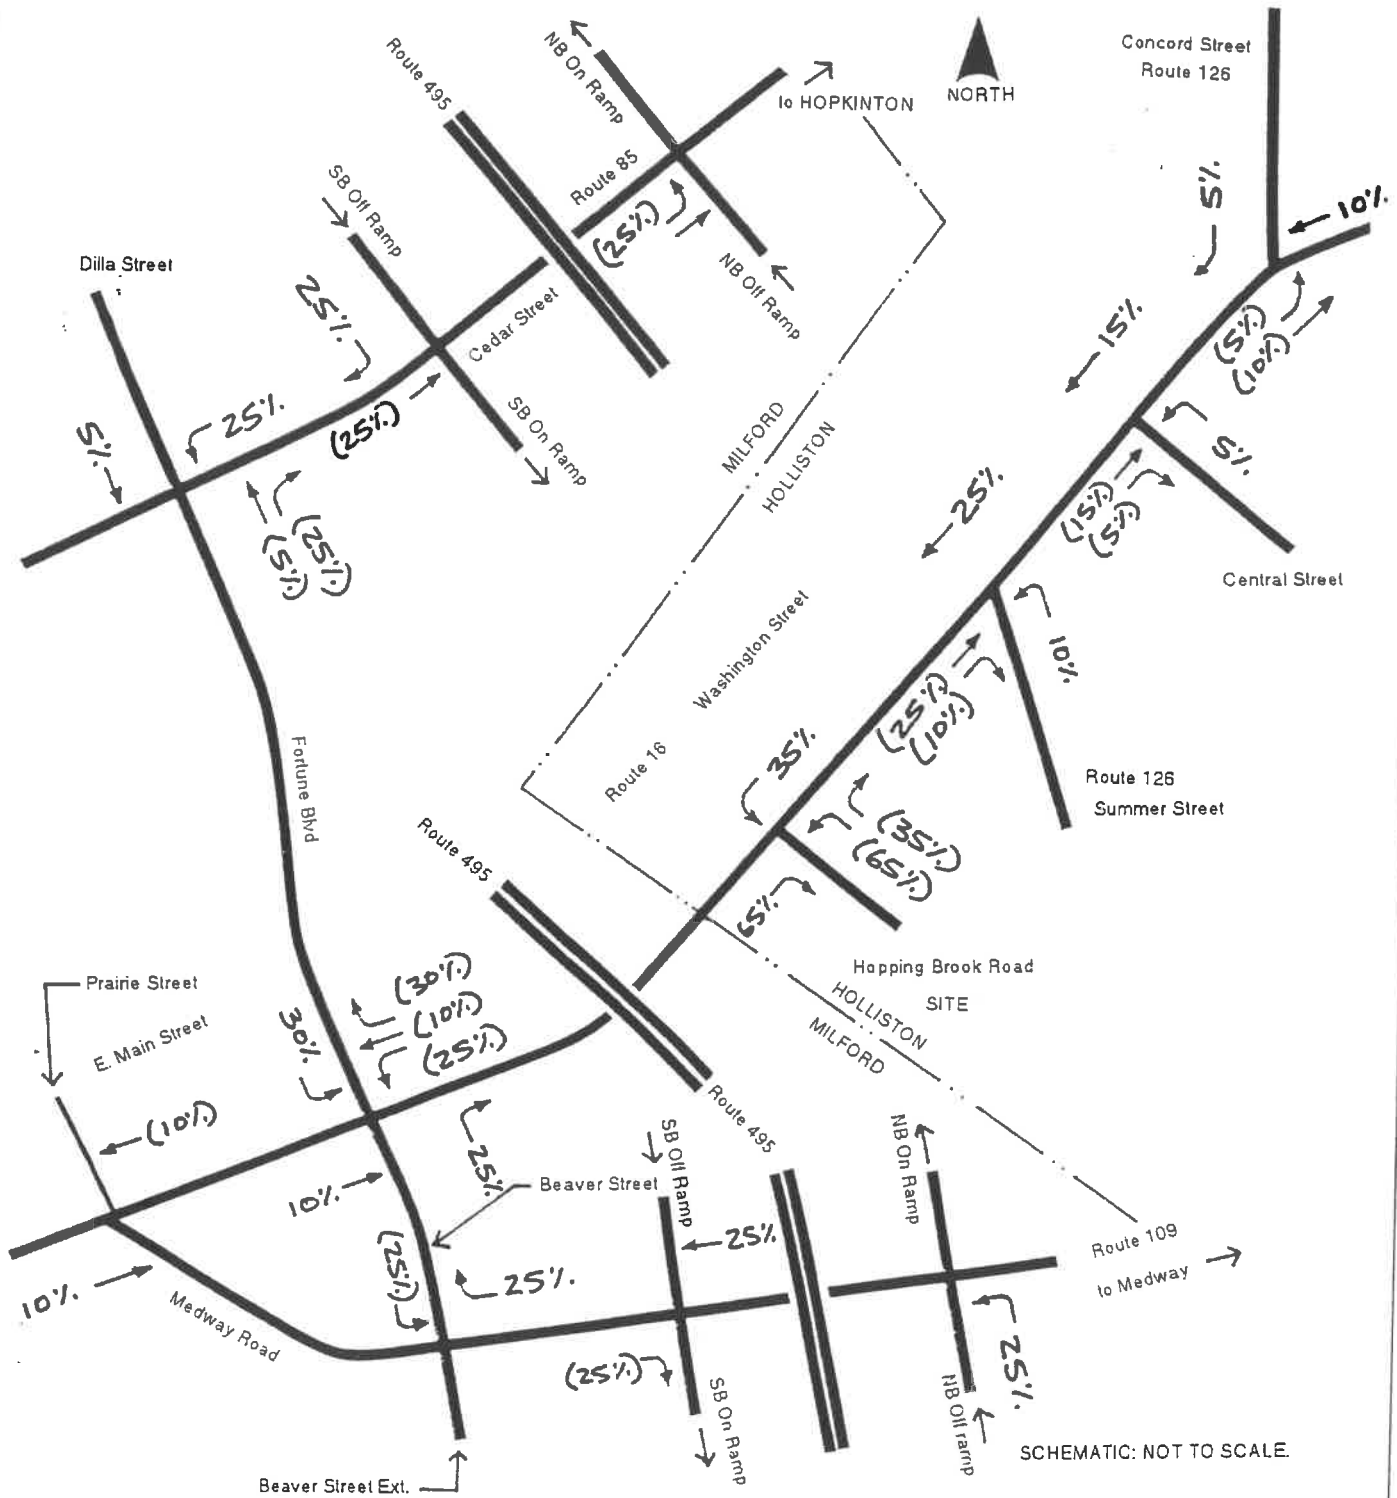 Concord Street
Route 126
NORTH
to HOPKINTON
NB On Ramp
Route 495
Route 85
SB Off Ramp
(25%)
NB Off Ramp
5%
10%
Dilla Street
25%
Cedar Street
15%
(5%)
(10%)
25%
(25%)
SB On Ramp
5%
MILFORD
HOLLISTON
25%
5%
(15%)
(5%)
(25%)
(5%)
Central Street
Washington Street
10%
(25%)
(10%)
Route 16
35%
Route 126
Summer Street
Fortune Blvd
Route 495
(35%)
(65%)
65%
Hopping Brook Road
SITE
HOLLISTON
MILFORD
Prairie Street
E. Main Street
(30%)
(10%)
(25%)
30%
(10%)
Route 495
SB Off Ramp
NB On Ramp
25%
10%
Beaver Street
25%
Route 109
to Medway
(25%)
25%
10%
Medway Road
(25%)
SB On Ramp
25%
NB Off ramp
SCHEMATIC: NOT TO SCALE.
Beaver Street Ext.